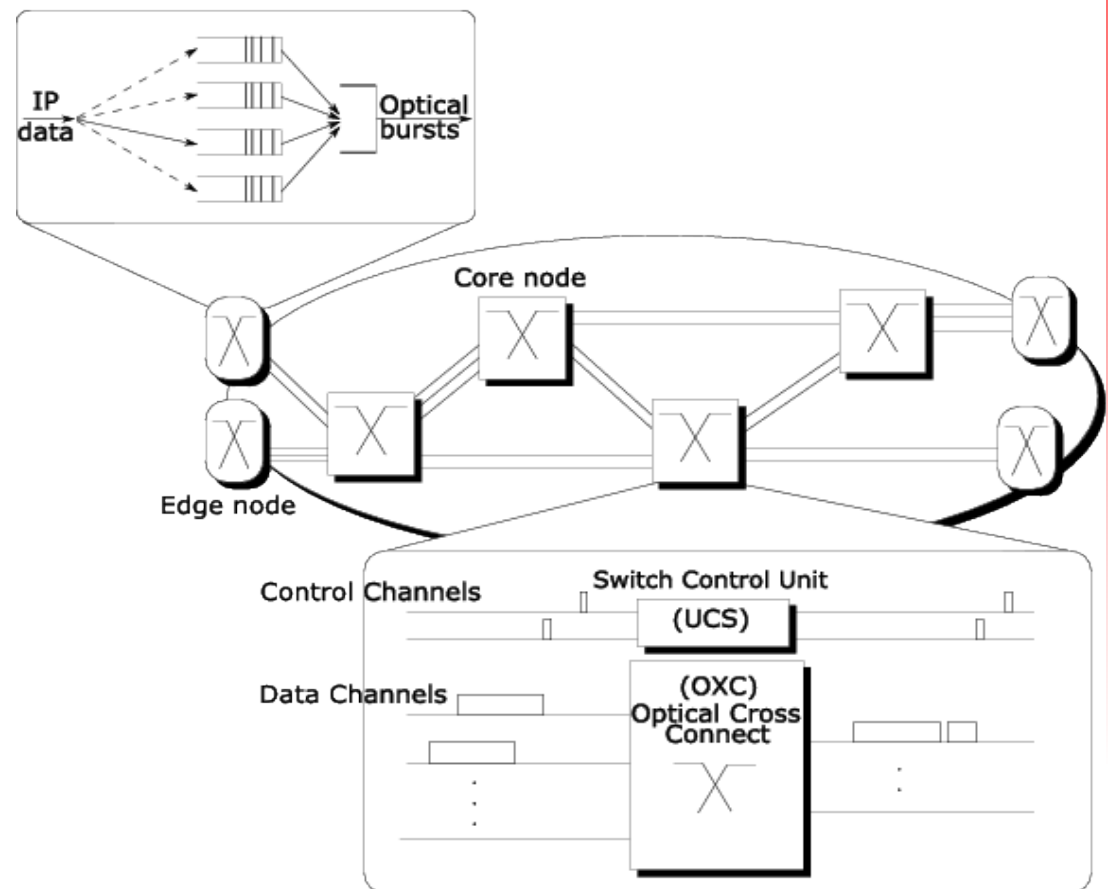 IP
data
Optical
bursts
Core node
Edge node
Control Channels
Switch Control Unit
(UCS)
Data Channels
(OXC)
Optical Cross
Connect